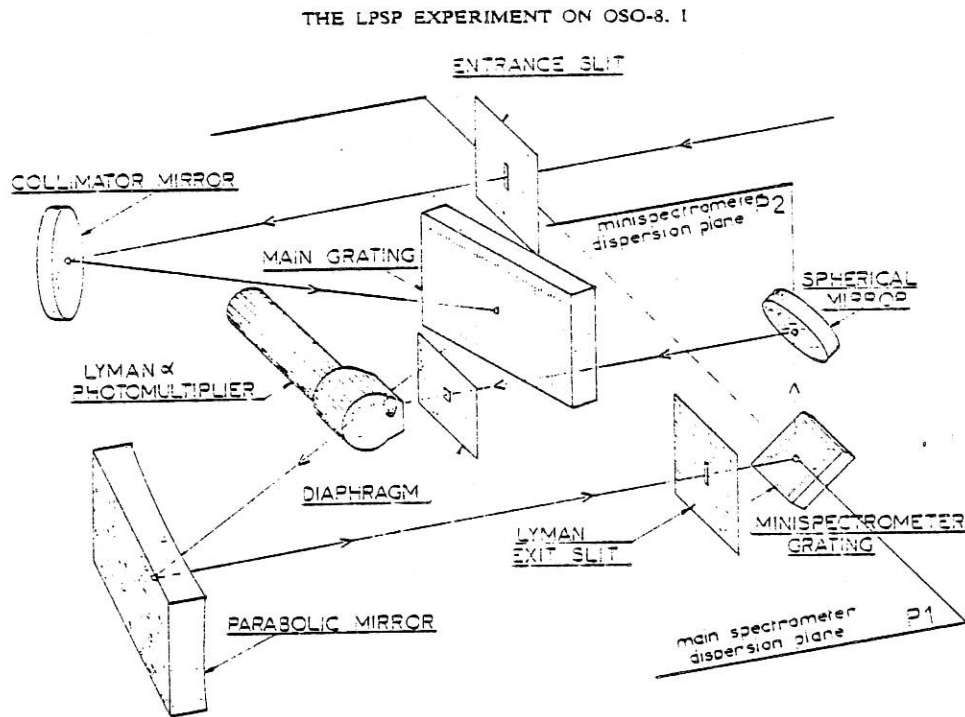 THE LPSP EXPERIMENT ON OSO-8. I
ENTRANCE SLIT
COLLIMATOR MIRROR
minispectrometer P2
dispersion plane
MAIN GRATING
SPHERICAL
MIRROR
LYMAN α
PHOTOMULTIPLIER
DIAPHRAGM
LYMAN
EXIT SLIT
MINISPECTROMETER
GRATING
PARABOLIC MIRROR
main spectrometer P1
dispersion plane